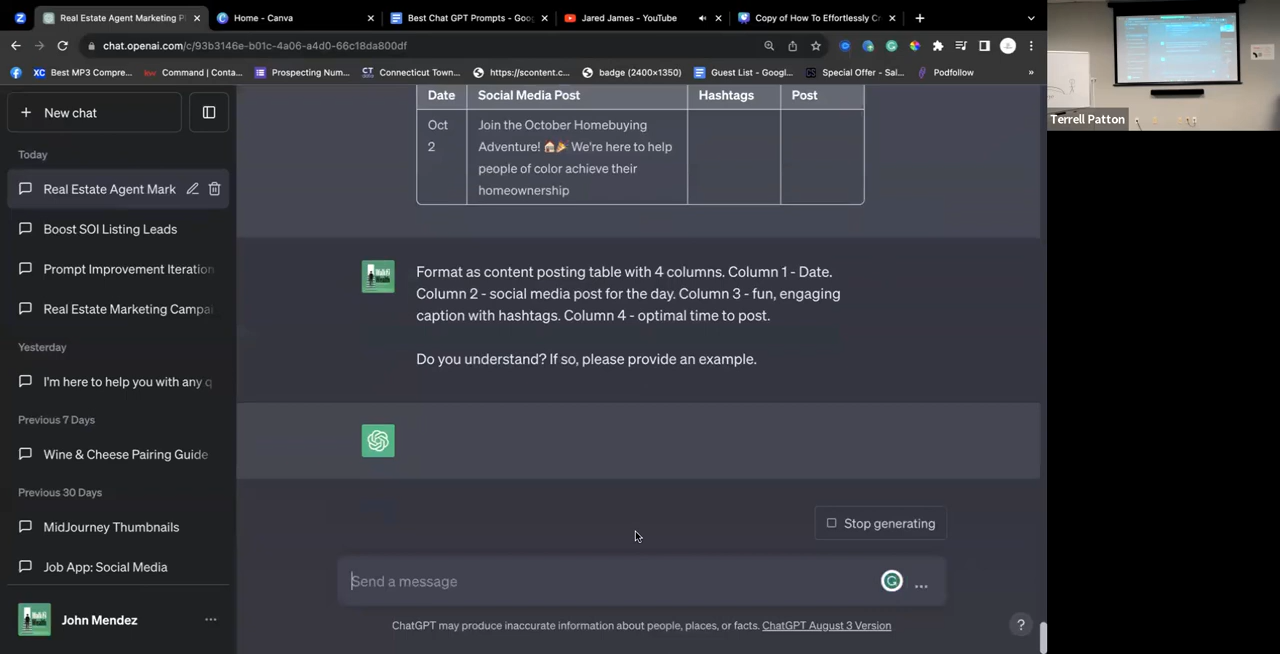 Real Estate Agent Marketing P
Home - Canva
Best Chat GPT Prompts - Goog
Jared James - YouTube
Copy of How To Effortlessly Cr
chat.openai.com/c/93b3146e-b01c-4a06-a4d0-66c18da800df
XC Best MP3 Compre...
Command | Conta...
Prospecting Num...
CT Connecticut Town...
https://scontent.c...
badge (2400×1350)
Guest List - Googl...
Special Offer - Sal...
Podfollow
»
New chat
Today
Real Estate Agent Mark
Boost SOI Listing Leads
Prompt Improvement Iteration
Real Estate Marketing Campai
Yesterday
I'm here to help you with any q
Previous 7 Days
Wine & Cheese Pairing Guide
Previous 30 Days
MidJourney Thumbnails
Job App: Social Media
John Mendez
Date Social Media Post Hashtags Post
Oct
2
Join the October Homebuying
Adventure! 🏠🎉 We're here to help
people of color achieve their
homeownership
Format as content posting table with 4 columns. Column 1 - Date.
Column 2 - social media post for the day. Column 3 - fun, engaging
caption with hashtags. Column 4 - optimal time to post.
Do you understand? If so, please provide an example.
Stop generating
Send a message
ChatGPT may produce inaccurate information about people, places, or facts. ChatGPT August 3 Version
?
Terrell Patton